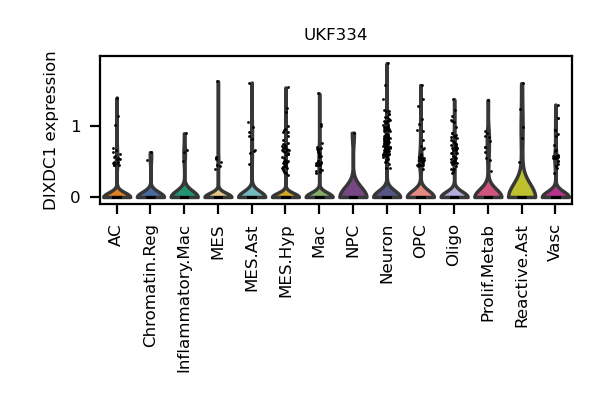 UKF334
DIXDC1 expression
1
0
AC
Chromatin.Reg
Inflammatory.Mac
MES
MES.Ast
MES.Hyp
Mac
NPC
Neuron
OPC
Oligo
Prolif.Metab
Reactive.Ast
Vasc